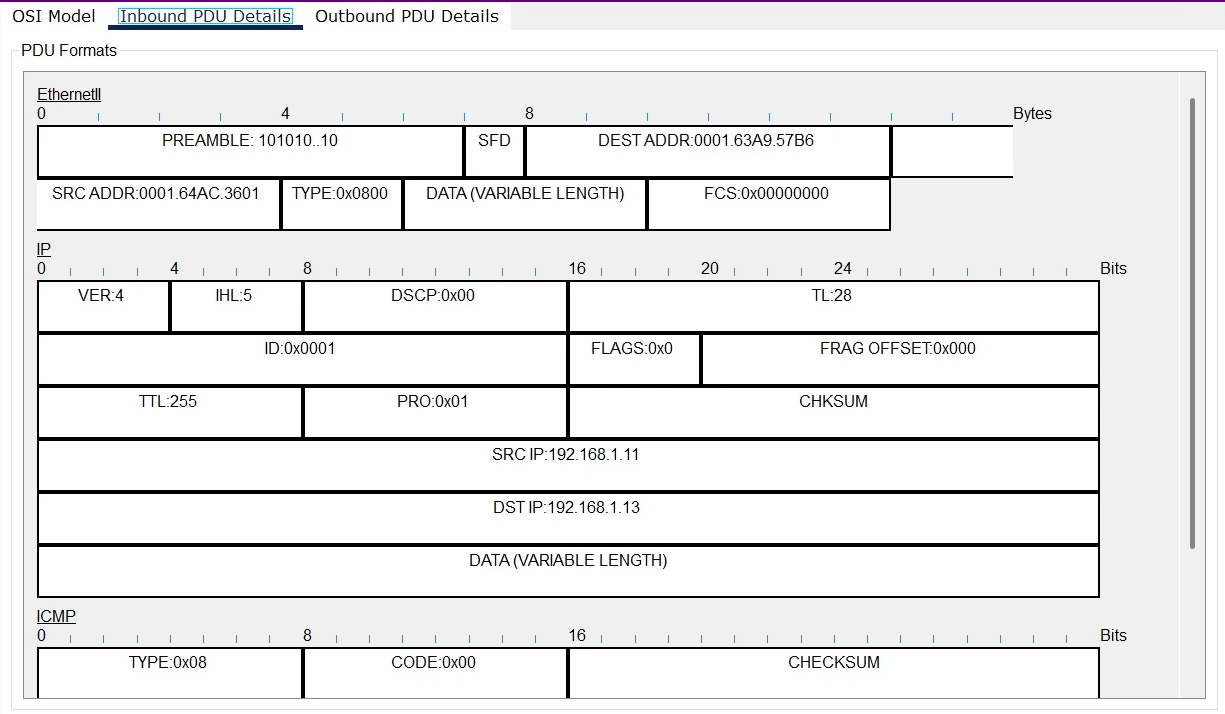 OSI Model Inbound PDU Details Outbound PDU Details
PDU Formats
EthernetII
0 4 8 Bytes
PREAMBLE: 101010..10 SFD DEST ADDR:0001.63A9.57B6
SRC ADDR:0001.64AC.3601 TYPE:0x0800 DATA (VARIABLE LENGTH) FCS:0x00000000
IP
0 4 8 16 20 24 Bits
VER:4 IHL:5 DSCP:0x00 TL:28
ID:0x0001 FLAGS:0x0 FRAG OFFSET:0x000
TTL:255 PRO:0x01 CHKSUM
SRC IP:192.168.1.11
DST IP:192.168.1.13
DATA (VARIABLE LENGTH)
ICMP
0 8 16 Bits
TYPE:0x08 CODE:0x00 CHECKSUM